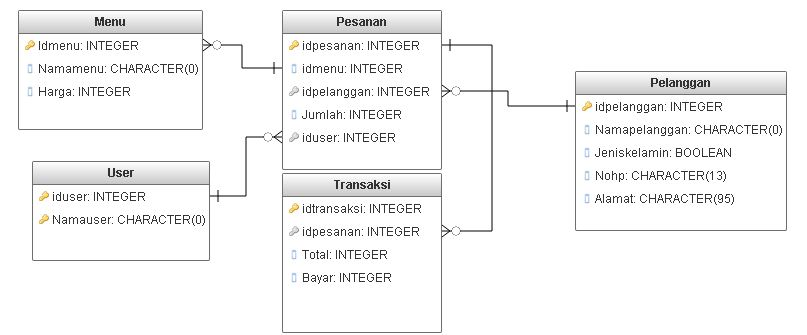 Menu
Idmenu: INTEGER
Namamenu: CHARACTER(0)
Harga: INTEGER
Pesanan
idpesanan: INTEGER
idmenu: INTEGER
idpelanggan: INTEGER
Jumlah: INTEGER
iduser: INTEGER
Pelanggan
idpelanggan: INTEGER
Namapelanggan: CHARACTER(0)
Jeniskelamin: BOOLEAN
Nohp: CHARACTER(13)
Alamat: CHARACTER(95)
User
iduser: INTEGER
Namauser: CHARACTER(0)
Transaksi
idtransaksi: INTEGER
idpesanan: INTEGER
Total: INTEGER
Bayar: INTEGER